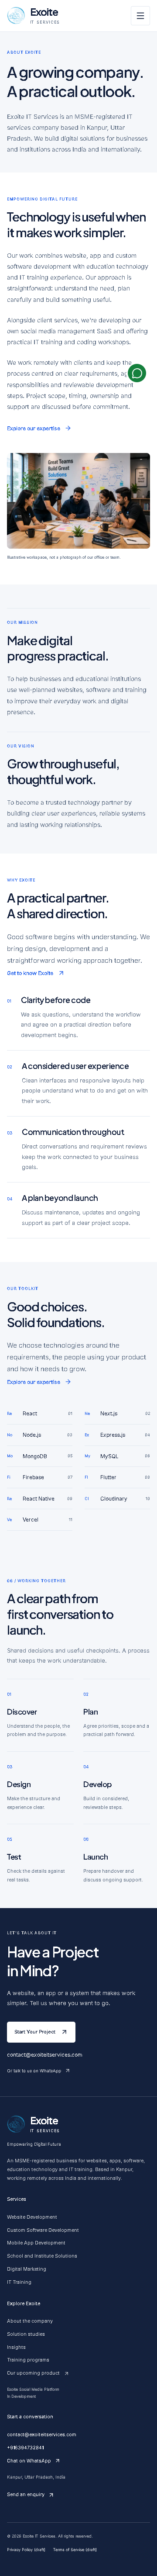 Exoite
IT SERVICES
ABOUT EXOITE
A growing company.
A practical outlook.
Exoite IT Services is an MSME-registered IT
services company based in Kanpur, Uttar
Pradesh. We build digital solutions for businesses
and institutions across India and internationally.
EMPOWERING DIGITAL FUTURE
Technology is useful when
it makes work simpler.
Our work combines website, app and custom
software development with education technology
and IT training experience. Our approach is
straightforward: understand the need, plan
carefully and build something useful.
Alongside client services, we're developing our
own social media management SaaS and offering
practical IT training and coding workshops.
We work remotely with clients and keep the
process centred on clear requirements, agreed
responsibilities and reviewable development
steps. Project scope, timing, ownership and
support are discussed before commitment.
Explore our expertise →
Great Teams
Build Great
Solutions
Illustrative workspace, not a photograph of our office or team.
OUR MISSION
Make digital
progress practical.
To help businesses and educational institutions
use well-planned websites, software and training
to improve their everyday work and digital
presence.
OUR VISION
Grow through useful,
thoughtful work.
To become a trusted technology partner by
building clear user experiences, reliable systems
and lasting working relationships.
WHY EXOITE
A practical partner.
A shared direction.
Good software begins with understanding. We
bring design, development and a
straightforward working approach together.
Get to know Exoite ↗
01 Clarity before code
We ask questions, understand the workflow
and agree on a practical direction before
development begins.
02 A considered user experience
Clean interfaces and responsive layouts help
people understand what to do and get on with
their work.
03 Communication throughout
Direct conversations and requirement reviews
keep the work connected to your business
goals.
04 A plan beyond launch
Discuss maintenance, updates and ongoing
support as part of a clear project scope.
OUR TOOLKIT
Good choices.
Solid foundations.
We choose technologies around the
requirements, the people using your product
and how it needs to grow.
Explore our expertise →
Re React 01
Ne Next.js 02
No Node.js 03
Ex Express.js 04
Mo MongoDB 05
My MySQL 06
Fi Firebase 07
Fl Flutter 08
Re React Native 09
Cl Cloudinary 10
Ve Vercel 11
06 / WORKING TOGETHER
A clear path from
first conversation to
launch.
Shared decisions and useful checkpoints. A process
that keeps the work understandable.
01
Discover
Understand the people, the
problem and the purpose.
02
Plan
Agree priorities, scope and a
practical path forward.
03
Design
Make the structure and
experience clear.
04
Develop
Build in considered,
reviewable steps.
05
Test
Check the details against
real tasks.
06
Launch
Prepare handover and
discuss ongoing support.
LET'S TALK ABOUT IT
Have a Project
in Mind?
A website, an app or a system that makes work
simpler. Tell us where you want to go.
Start Your Project ↗
contact@exoiteitservices.com
Or talk to us on WhatsApp ↗
Exoite
IT SERVICES
Empowering Digital Future
An MSME-registered business for websites, apps, software,
education technology and IT training. Based in Kanpur,
working remotely across India and internationally.
Services
Website Development
Custom Software Development
Mobile App Development
School and Institute Solutions
Digital Marketing
IT Training
Explore Exoite
About the company
Solution studies
Insights
Training programs
Our upcoming product ↗
Exoite Social Media Platform
In Development
Start a conversation
contact@exoiteitservices.com
Chat on WhatsApp ↗
Kanpur, Uttar Pradesh, India
Send an enquiry ↗
© 2026 Exoite IT Services. All rights reserved.
Privacy Policy (draft)
Terms of Service (draft)